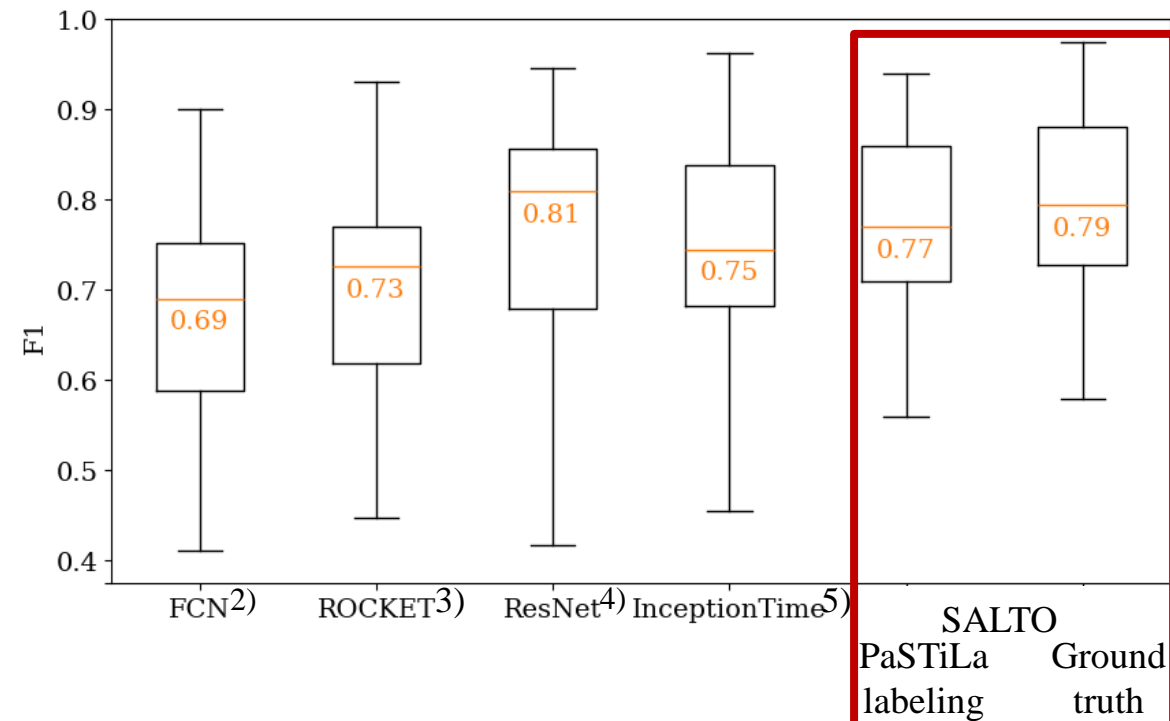 1.0
0.9
0.8
0.7
0.6
0.5
0.4
F1
0.69
0.73
0.81
0.75
0.77
0.79
FCN2)
ROCKET3)
ResNet4)
InceptionTime5)
SALTO
PaSTiLa labeling
Ground truth